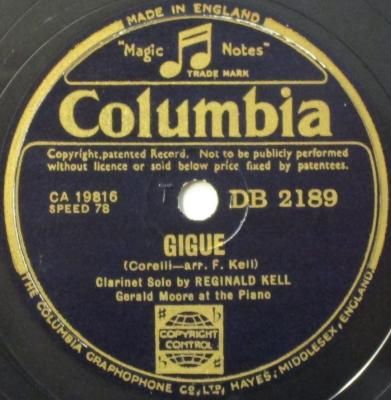 MADE IN ENGLAND
"Magic Notes"
TRADE MARK
Columbia
Copyright,patented Record. Not to be publicly performed
without licence or sold below price fixed by patentees.
CA 19816
SPEED 78
DB 2189
GIGUE
(Corelli—arr. F. Kell)
Clarinet Solo by REGINALD KELL
Gerald Moore at the Piano
COPYRIGHT
CONTROL
THE COLUMBIA GRAPHOPHONE CO., LTD., HAYES; MIDDLESEX, ENGLAND.